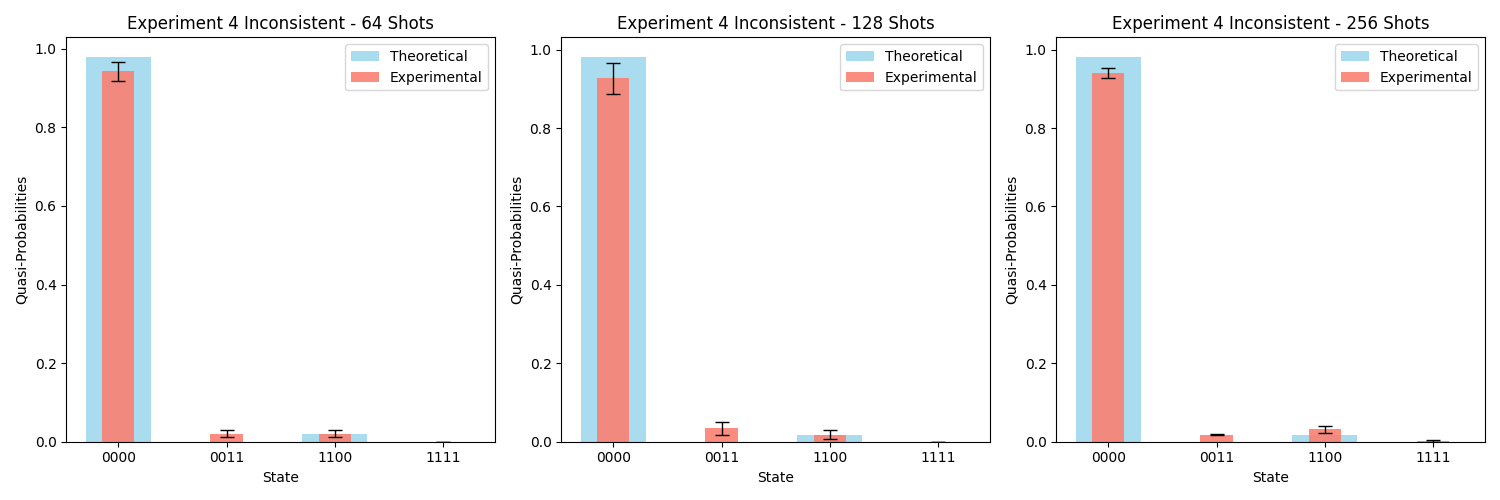 Experiment 4 Inconsistent - 64 Shots
Quasi-Probabilities
1.0
0.8
0.6
0.4
0.2
0.0
Theoretical
Experimental
0000 0011 1100 1111
State
Experiment 4 Inconsistent - 128 Shots
Quasi-Probabilities
1.0
0.8
0.6
0.4
0.2
0.0
Theoretical
Experimental
0000 0011 1100 1111
State
Experiment 4 Inconsistent - 256 Shots
Quasi-Probabilities
1.0
0.8
0.6
0.4
0.2
0.0
Theoretical
Experimental
0000 0011 1100 1111
State